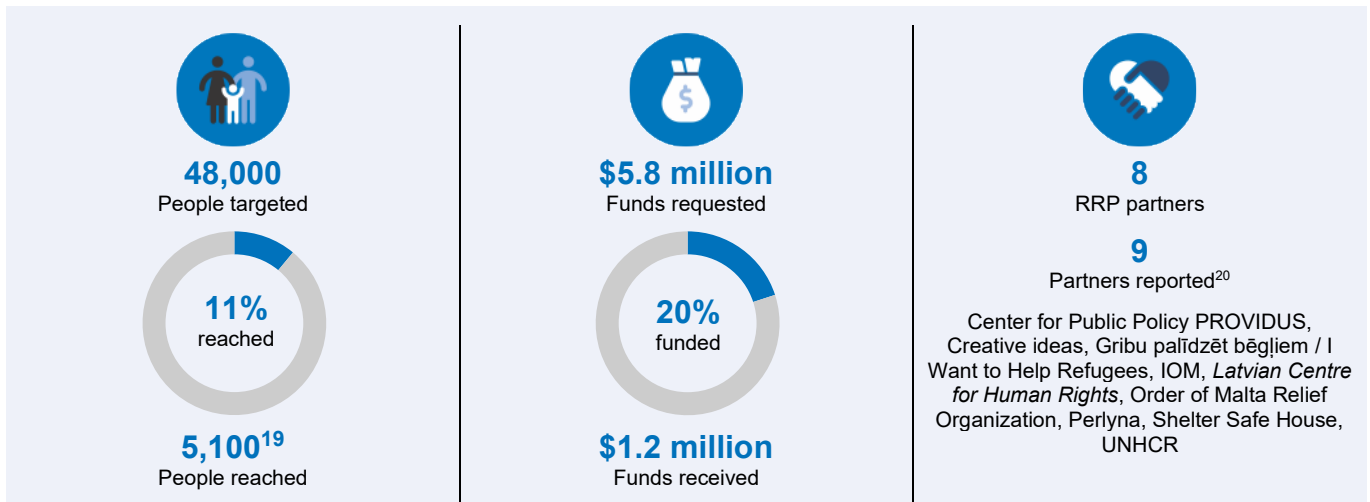 48,000
People targeted
11%
reached
5,100¹⁹
People reached
$
$5.8 million
Funds requested
20%
funded
$1.2 million
Funds received
8
RRP partners
9
Partners reported²⁰
Center for Public Policy PROVIDUS,
Creative ideas, Gribu palīdzēt bēgļiem / I
Want to Help Refugees, IOM, Latvian Centre
for Human Rights, Order of Malta Relief
Organization, Perlyna, Shelter Safe House,
UNHCR